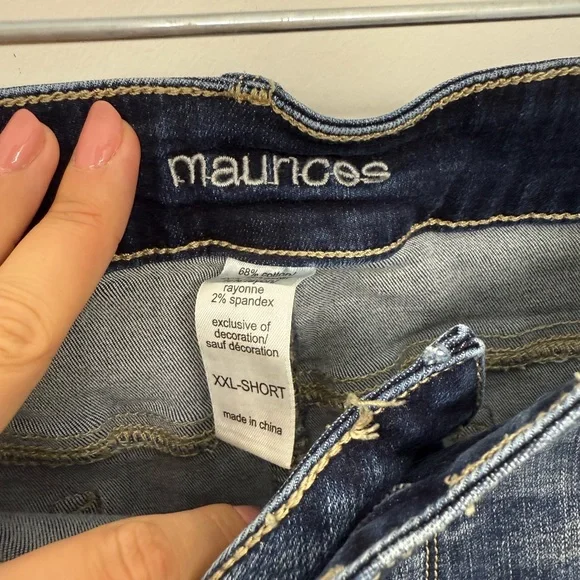 maurices
68% cotton
rayonne
2% spandex
exclusive of
decoration/
sauf décoration
XXL-SHORT
made in china